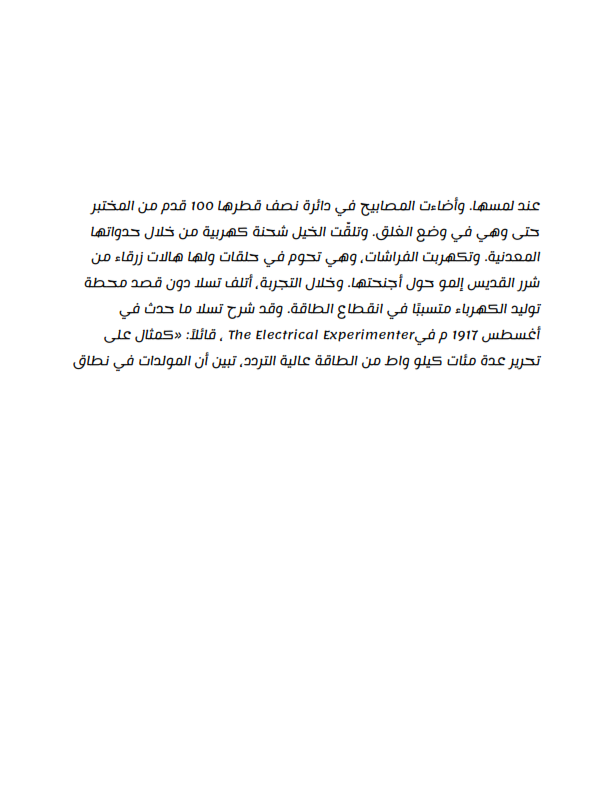 عند لمسها. وأضاءت المصابيح في دائرة نصف قطرها 100 قدم من المختبر
حتى وهي في وضع الغلق. وتلقّت الخيل شحنة كهربية من خلال حدواتها
المعدنية. وتكهربت الفراشات، وهي تحوم في حلقات ولها هالات زرقاء من
شرر القديس إلمو حول أجنحتها. وخلال التجربة، أتلف تسلا دون قصد محطة
توليد الكهرباء متسببًا في انقطاع الطاقة. وقد شرح تسلا ما حدث في
أغسطس 1917 م فيThe Electrical Experimenter ، قائلاً: «كمثال على
تحرير عدة مئات كيلو واط من الطاقة عالية التردد، تبين أن المولدات في نطاق